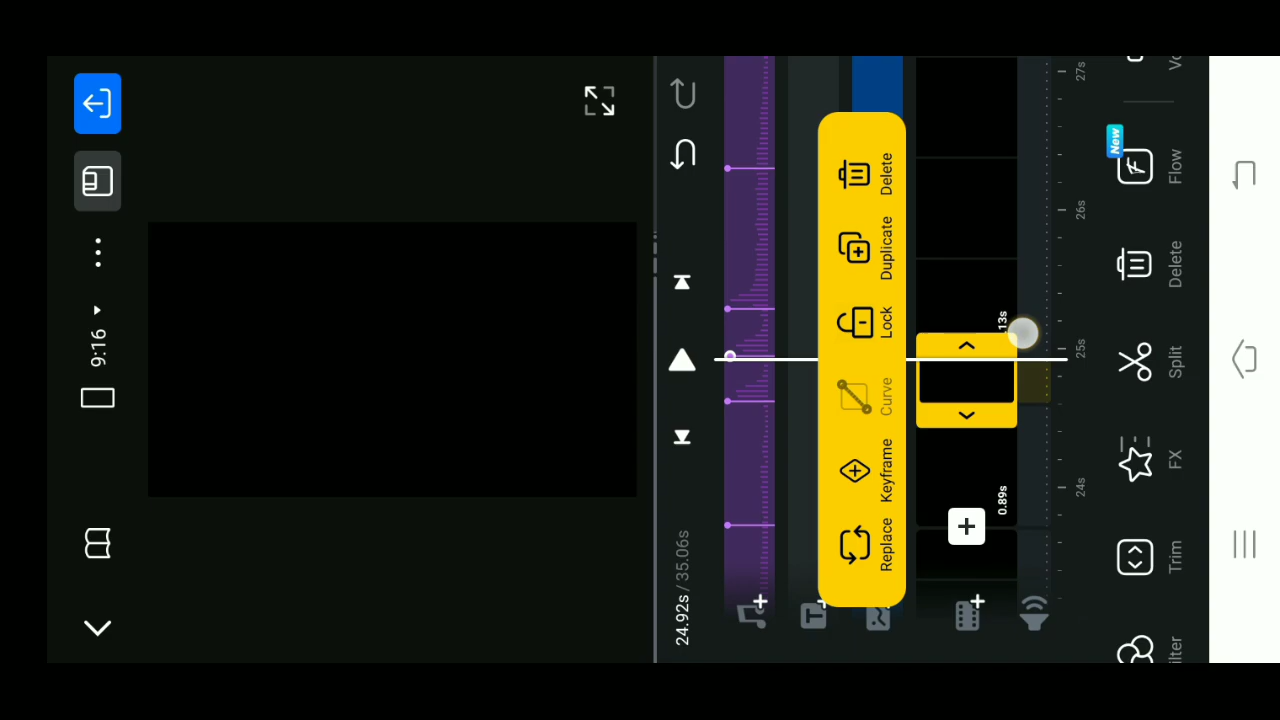 9:16
24.92s / 35.06s
Replace Keyframe Curve Lock Duplicate Delete
0.89s .13s
24s 25s 26s 27s
New
ilter Trim FX Split Delete Flow